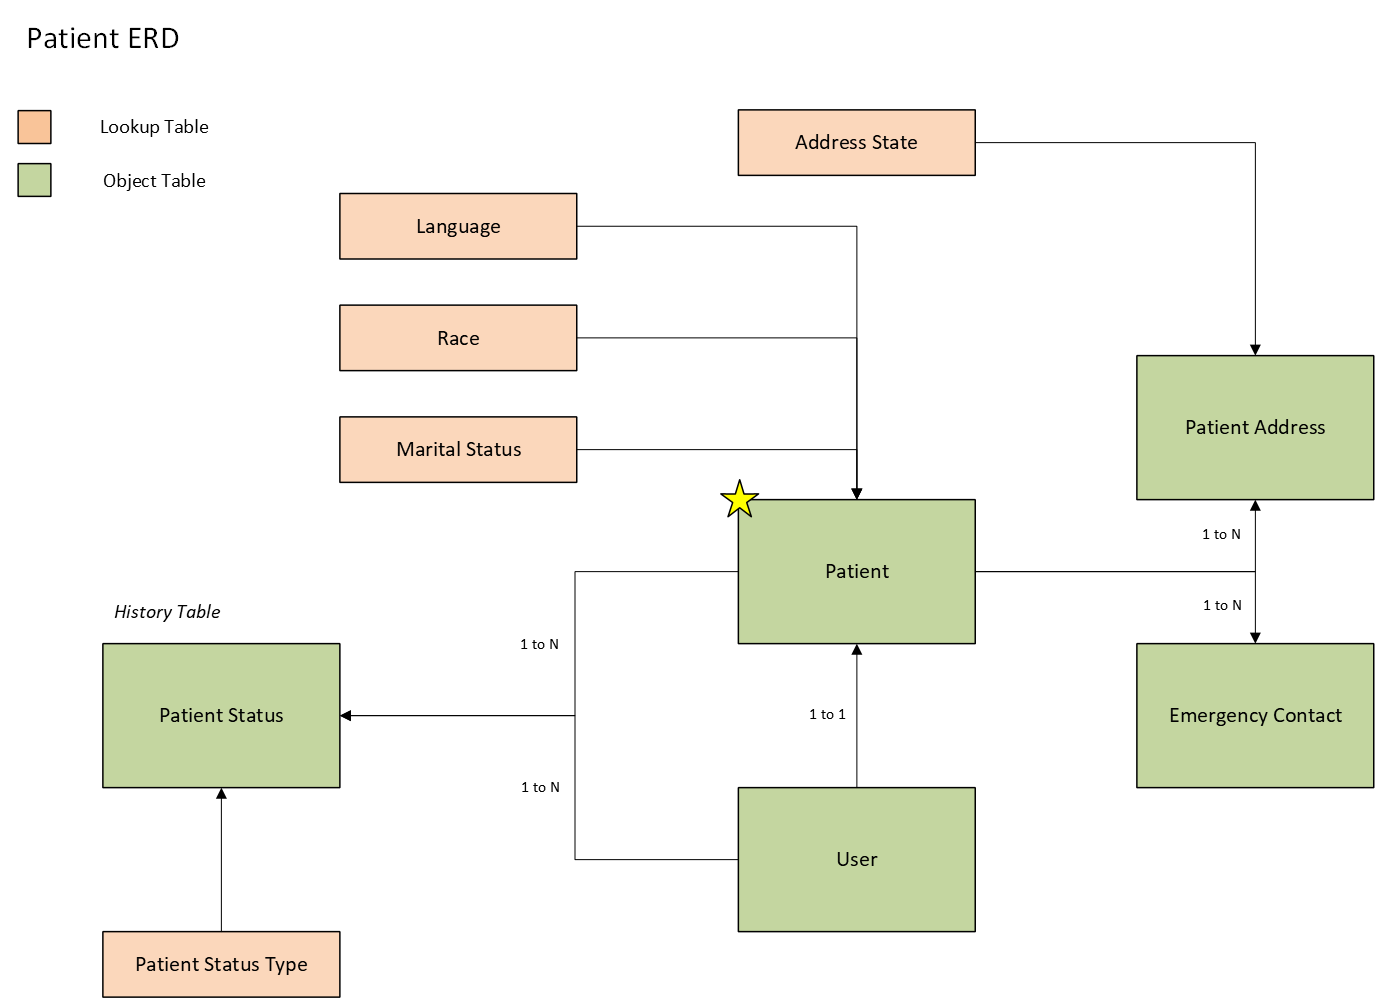 Patient ERD
Lookup Table
Object Table
Address State
Language
Race
Marital Status
Patient Address
1 to N
Patient
1 to N
History Table
1 to N
Patient Status
1 to 1
Emergency Contact
1 to N
User
Patient Status Type